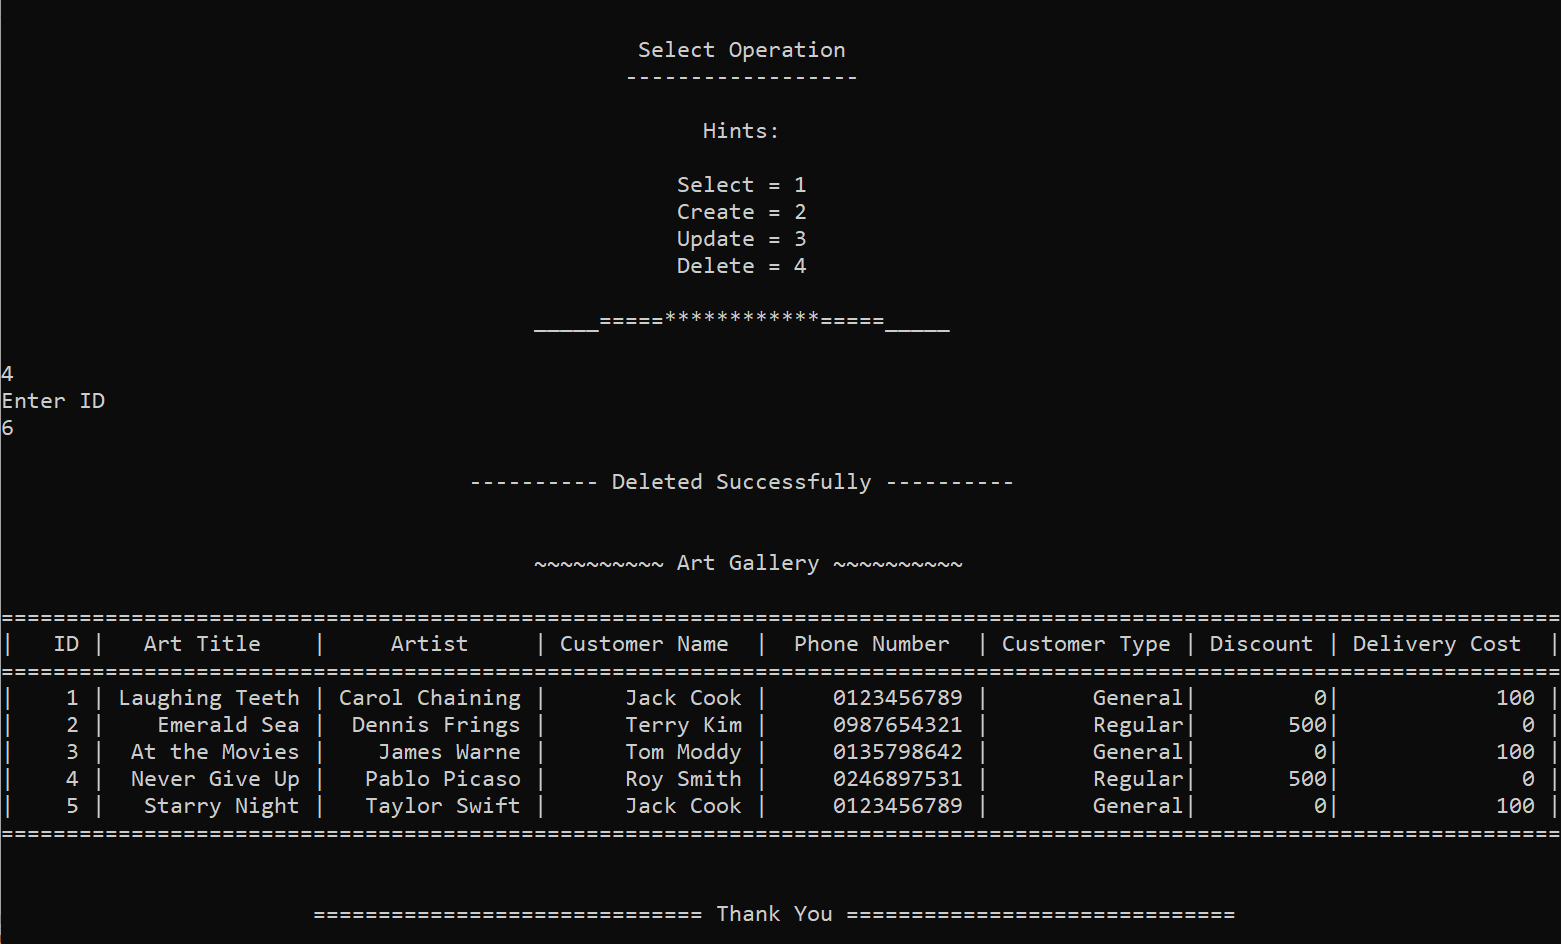 Select Operation
------------------
Hints:
Select = 1
Create = 2
Update = 3
Delete = 4
_____=====************=====_____
4
Enter ID
6
---------- Deleted Successfully ----------
~~~~~~~~~~ Art Gallery ~~~~~~~~~~
========================================================================================================================
| ID | Art Title | Artist | Customer Name | Phone Number | Customer Type | Discount | Delivery Cost |
========================================================================================================================
| 1 | Laughing Teeth | Carol Chaining | Jack Cook | 0123456789 | General| 0| 100 |
| 2 | Emerald Sea | Dennis Frings | Terry Kim | 0987654321 | Regular| 500| 0 |
| 3 | At the Movies | James Warne | Tom Moddy | 0135798642 | General| 0| 100 |
| 4 | Never Give Up | Pablo Picaso | Roy Smith | 0246897531 | Regular| 500| 0 |
| 5 | Starry Night | Taylor Swift | Jack Cook | 0123456789 | General| 0| 100 |
========================================================================================================================
============================== Thank You ==============================